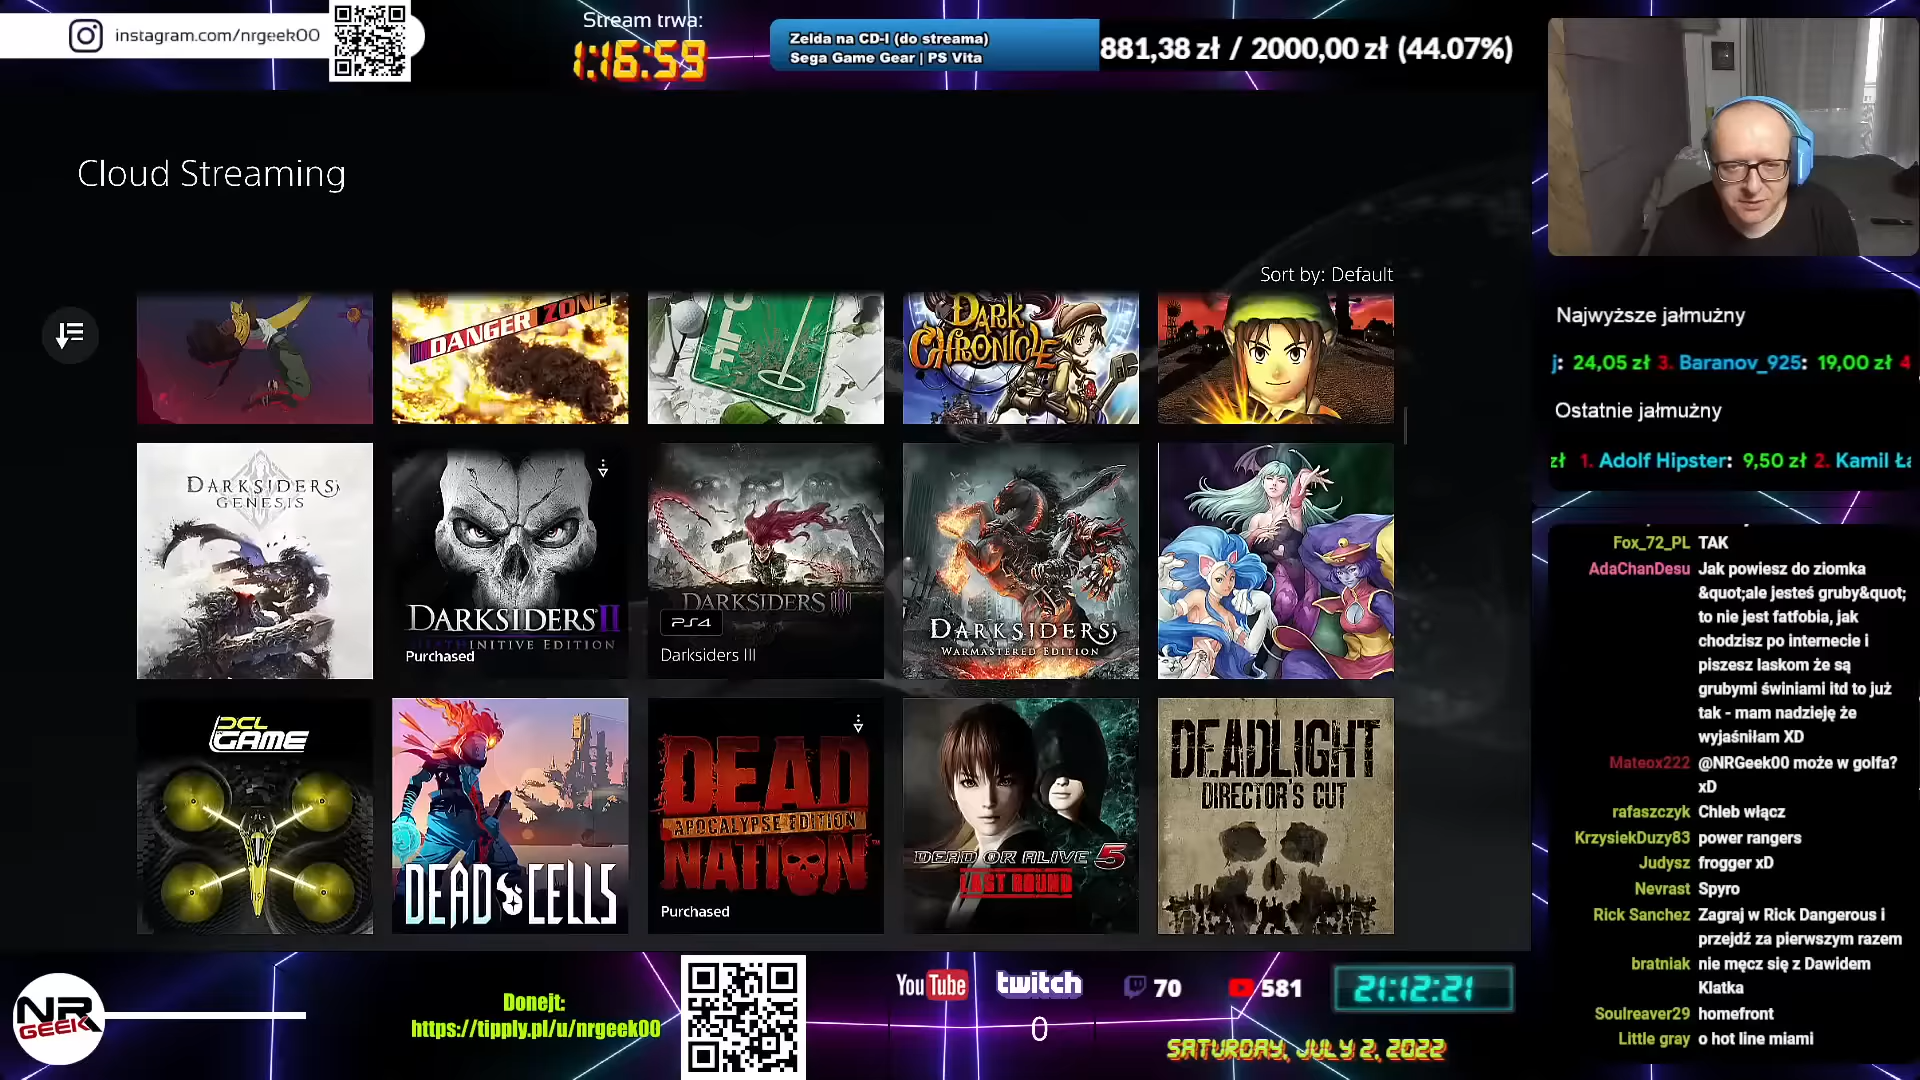 instagram.com/nrgeek00
Stream trwa:
1:16:59
Zelda na CD-I (do streama)
Sega Game Gear | PS Vita
881,38 zł / 2000,00 zł (44.07%)
Cloud Streaming
Sort by: Default
DANGER ZONE
DARK
CHRONICLE
DARKSIDERS
GENESIS
DARKSIDERS II
INITIVE EDITION
Purchased
DARKSIDERS III
PS4
Darksiders III
DARKSIDERS
WARMASTERED EDITION
DCL
GAME
DEAD CELLS
DEAD
APOCALYPSE EDITION
NATION
Purchased
DEAD OR ALIVE 5
LAST ROUND
DEADLIGHT
DIRECTOR'S CUT
Najwyższe jałmużny
j: 24,05 zł 3. Baranov_925: 19,00 zł 4
Ostatnie jałmużny
zł 1. Adolf Hipster: 9,50 zł 2. Kamil Ła
Fox_72_PL TAK
AdaChanDesu Jak powiesz do ziomka
&quot;ale jesteś gruby&quot;
to nie jest fatfobia, jak
chodzisz po internecie i
piszesz laskom że są
grubymi świniami itd to już
tak - mam nadzieję że
wyjaśniłam XD
Mateox222 @NRGeek00 może w golfa?
xD
rafaszczyk Chleb włącz
KrzysiekDuzy83 power rangers
Judysz frogger xD
Nevrast Spyro
Rick Sanchez Zagraj w Rick Dangerous i
przejdź za pierwszym razem
bratniak nie męcz się z Dawidem
Klatka
Soulreaver29 homefront
Little gray o hot line miami
NR
GEEK
Donejt:
https://tipply.pl/u/nrgeek00
YouTube
twitch
70
581
0
21:12:21
SATURDAY, JULY 2, 2022